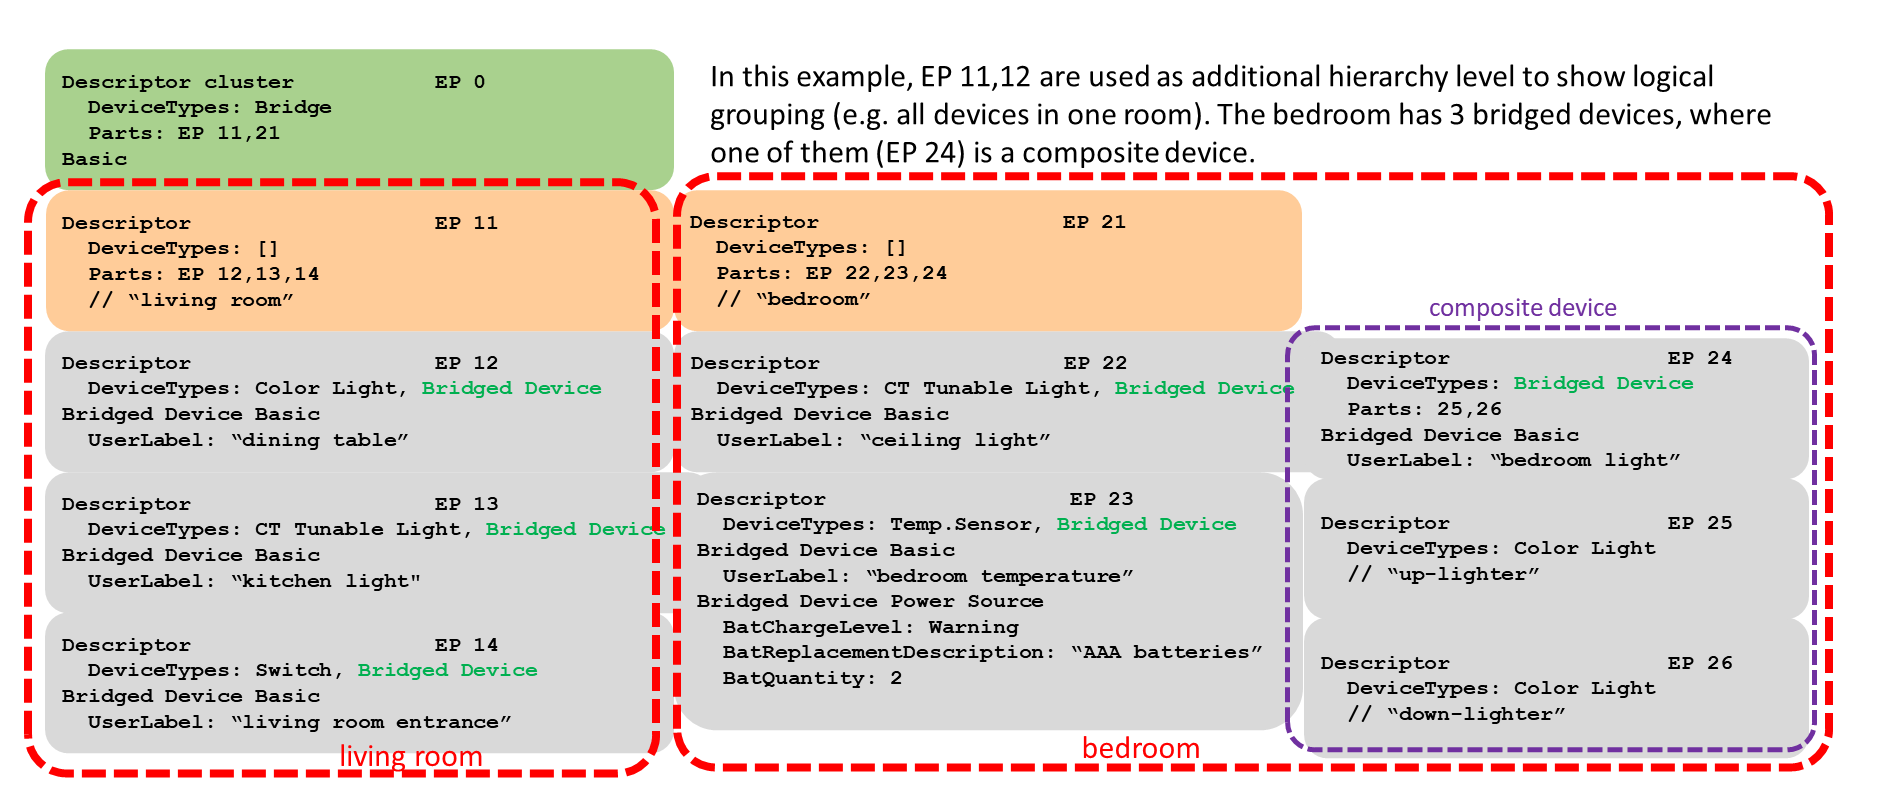 In this example, EP 11,12 are used as additional hierarchy level to show logical
grouping (e.g. all devices in one room). The bedroom has 3 bridged devices, where
one of them (EP 24) is a composite device.
Descriptor cluster EP 0
DeviceTypes: Bridge
Parts: EP 11,21
Basic
Descriptor EP 11
DeviceTypes: []
Parts: EP 12,13,14
// “living room”
Descriptor EP 12
DeviceTypes: Color Light, Bridged Device
Bridged Device Basic
UserLabel: “dining table”
Descriptor EP 13
DeviceTypes: CT Tunable Light, Bridged Device
Bridged Device Basic
UserLabel: “kitchen light"
Descriptor EP 14
DeviceTypes: Switch, Bridged Device
Bridged Device Basic
UserLabel: “living room entrance”
living room
Descriptor EP 21
DeviceTypes: []
Parts: EP 22,23,24
// “bedroom”
Descriptor EP 22
DeviceTypes: CT Tunable Light, Bridged Device
Bridged Device Basic
UserLabel: “ceiling light”
Descriptor EP 23
DeviceTypes: Temp.Sensor, Bridged Device
Bridged Device Basic
UserLabel: “bedroom temperature”
Bridged Device Power Source
BatChargeLevel: Warning
BatReplacementDescription: “AAA batteries”
BatQuantity: 2
bedroom
composite device
Descriptor EP 24
DeviceTypes: Bridged Device
Parts: 25,26
Bridged Device Basic
UserLabel: “bedroom light”
Descriptor EP 25
DeviceTypes: Color Light
// “up-lighter”
Descriptor EP 26
DeviceTypes: Color Light
// “down-lighter”